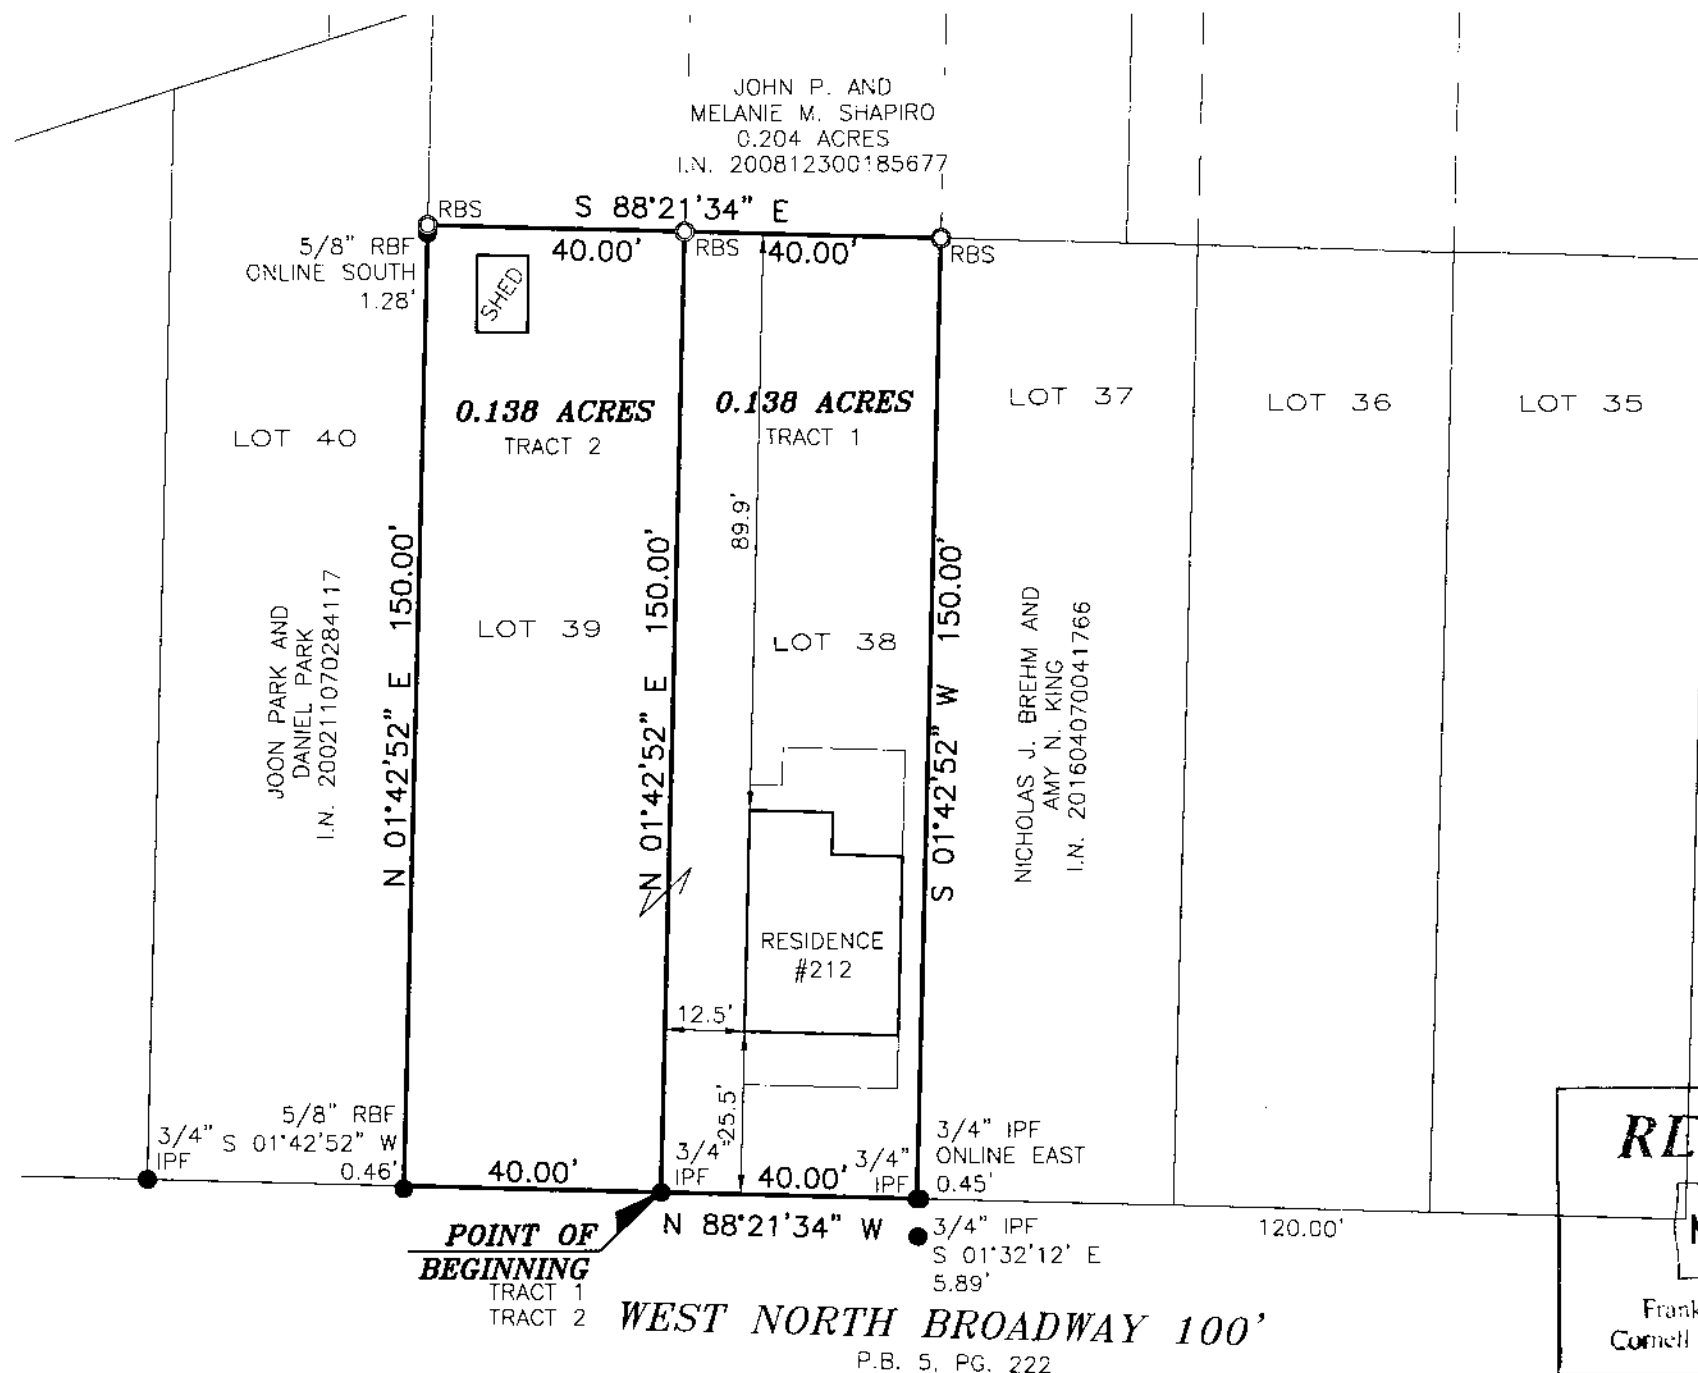 JOHN P. AND
MELANIE M. SHAPIRO
0.204 ACRES
I.N. 200812300185677
RBS
S 88°21'34" E
5/8" RBF
ONLINE SOUTH
1.28'
40.00'
RBS
40.00'
RBS
SHED
0.138 ACRES
TRACT 2
0.138 ACRES
TRACT 1
LOT 40
LOT 37
LOT 36
LOT 35
89.9'
JOON PARK AND
DANIEL PARK
I.N. 200211070284117
N 01°42'52" E 150.00'
LOT 39
N 01°42'52" E 150.00'
LOT 38
S 01°42'52" W 150.00'
NICHOLAS J. BREHM AND
AMY N. KING
I.N. 201604070041766
RESIDENCE
#212
12.5'
25.5'
3/4"
IPF
5/8" RBF
S 01°42'52" W
0.46'
40.00'
3/4"
IPF
40.00'
3/4"
IPF
3/4" IPF
ONLINE EAST
0.45'
POINT OF
BEGINNING
TRACT 1
TRACT 2
N 88°21'34" W
3/4" IPF
S 01°32'12' E
5.89'
120.00'
WEST NORTH BROADWAY 100'
P.B. 5, PG. 222
Frank
Cornell